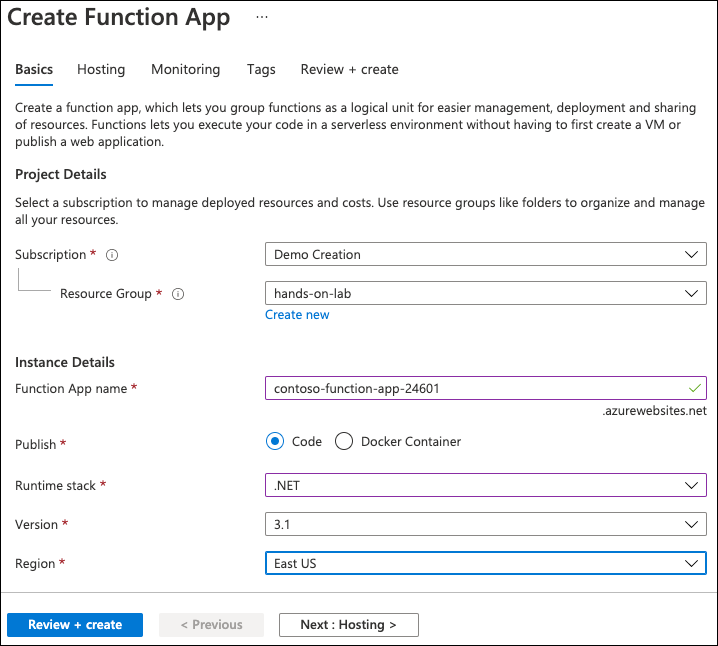 Create Function App ...
Basics Hosting Monitoring Tags Review + create
Create a function app, which lets you group functions as a logical unit for easier management, deployment and sharing
of resources. Functions lets you execute your code in a serverless environment without having to first create a VM or
publish a web application.
Project Details
Select a subscription to manage deployed resources and costs. Use resource groups like folders to organize and manage
all your resources.
Subscription * Demo Creation
Resource Group * hands-on-lab
Create new
Instance Details
Function App name * contoso-function-app-24601
.azurewebsites.net
Publish * Code Docker Container
Runtime stack * .NET
Version * 3.1
Region * East US
Review + create < Previous Next : Hosting >